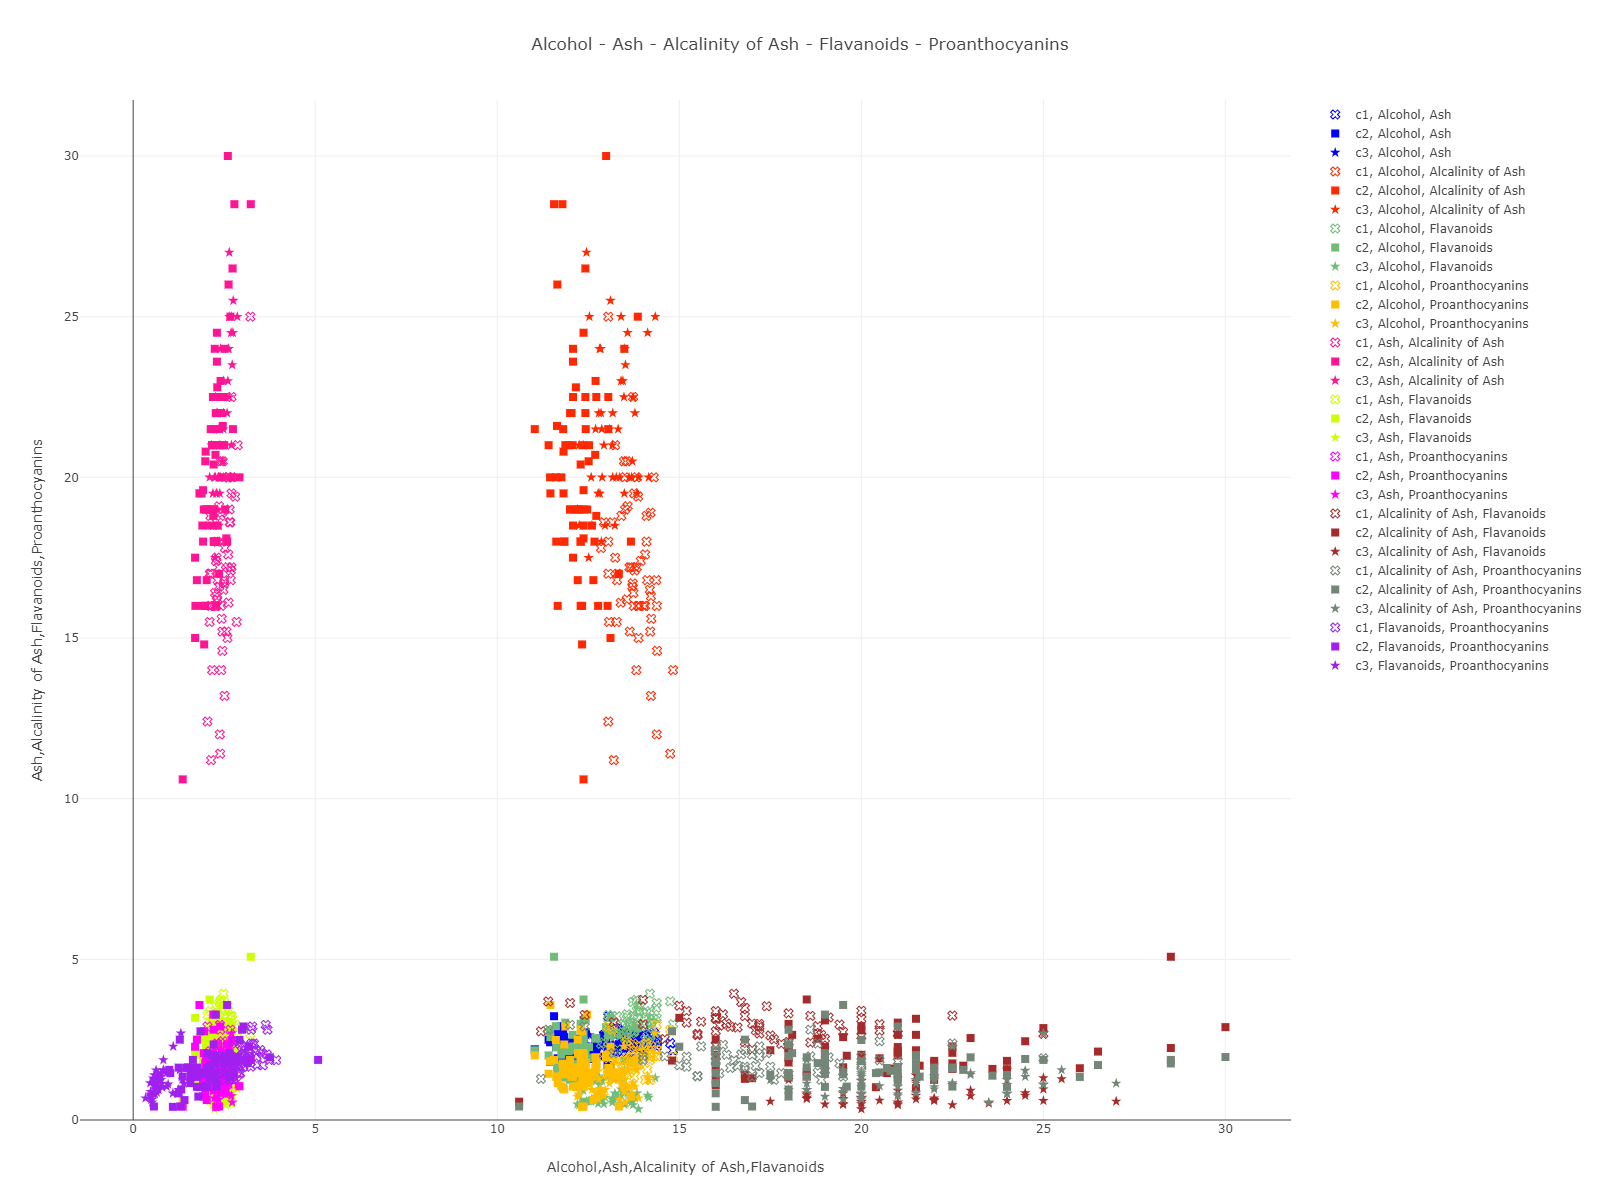 Alcohol - Ash - Alcalinity of Ash - Flavanoids - Proanthocyanins
c1, Alcohol, Ash
c2, Alcohol, Ash
c3, Alcohol, Ash
c1, Alcohol, Alcalinity of Ash
c2, Alcohol, Alcalinity of Ash
c3, Alcohol, Alcalinity of Ash
c1, Alcohol, Flavanoids
c2, Alcohol, Flavanoids
c3, Alcohol, Flavanoids
c1, Alcohol, Proanthocyanins
c2, Alcohol, Proanthocyanins
c3, Alcohol, Proanthocyanins
c1, Ash, Alcalinity of Ash
c2, Ash, Alcalinity of Ash
c3, Ash, Alcalinity of Ash
c1, Ash, Flavanoids
c2, Ash, Flavanoids
c3, Ash, Flavanoids
c1, Ash, Proanthocyanins
c2, Ash, Proanthocyanins
c3, Ash, Proanthocyanins
c1, Alcalinity of Ash, Flavanoids
c2, Alcalinity of Ash, Flavanoids
c3, Alcalinity of Ash, Flavanoids
c1, Alcalinity of Ash, Proanthocyanins
c2, Alcalinity of Ash, Proanthocyanins
c3, Alcalinity of Ash, Proanthocyanins
c1, Flavanoids, Proanthocyanins
c2, Flavanoids, Proanthocyanins
c3, Flavanoids, Proanthocyanins
Ash,Alcalinity of Ash,Flavanoids,Proanthocyanins
30
25
20
15
10
5
0
0 5 10 15 20 25 30
Alcohol,Ash,Alcalinity of Ash,Flavanoids